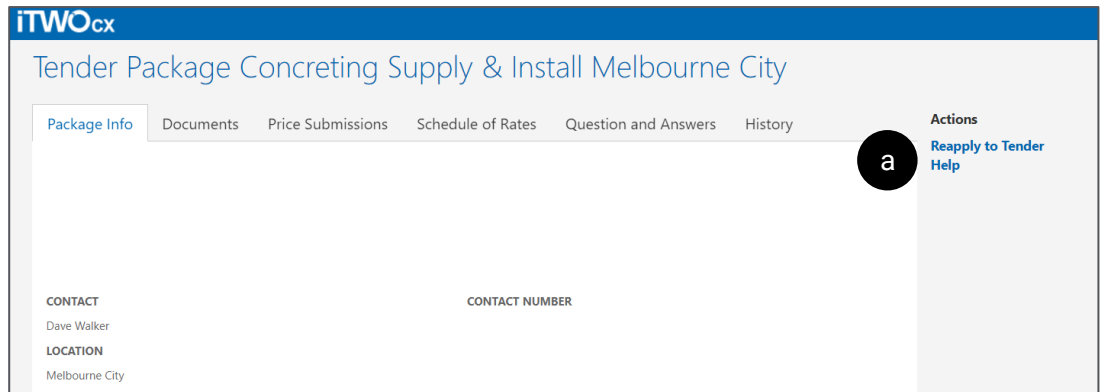 iTWOcx
Tender Package Concreting Supply & Install Melbourne City
Package Info Documents Price Submissions Schedule of Rates Question and Answers History
Actions
Reapply to Tender
Help
a
CONTACT CONTACT NUMBER
Dave Walker
LOCATION
Melbourne City